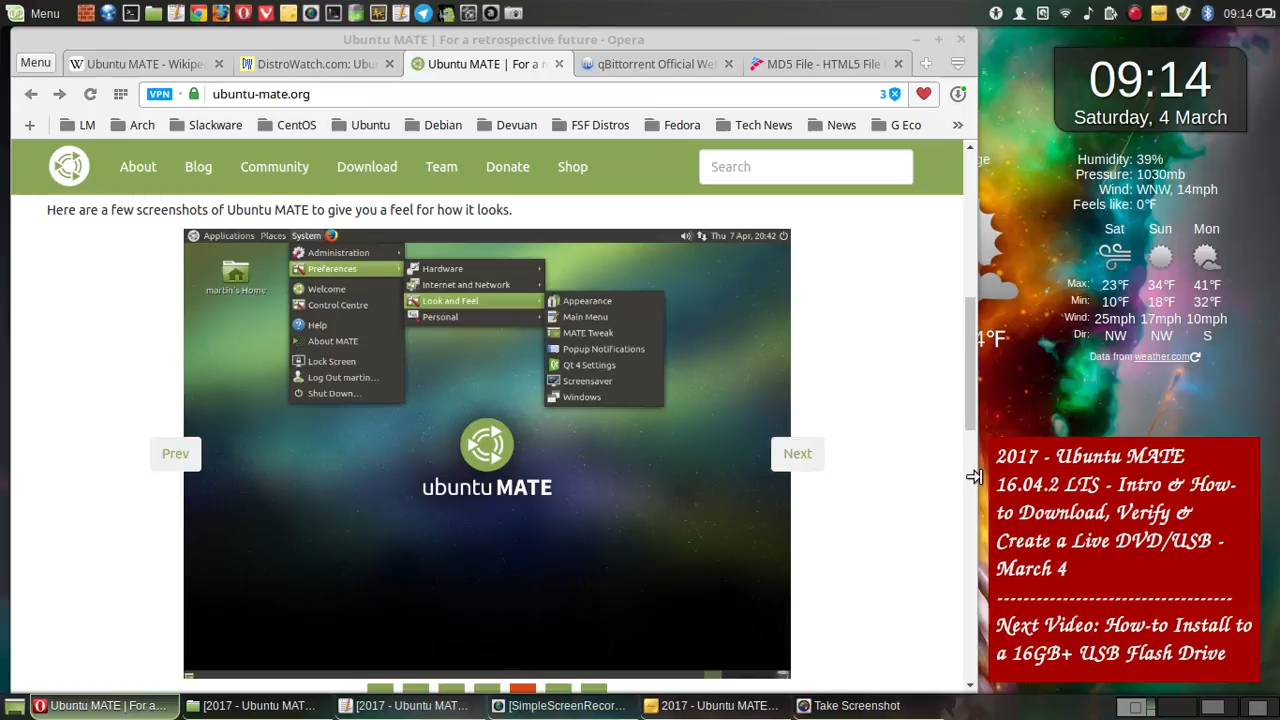 Menu
09:14
Ubuntu MATE | For a retrospective future - Opera
Menu
Ubuntu MATE - Wikipe
DistroWatch.com: Ubu
Ubuntu MATE | For a r
qBittorrent Official Web
MD5 File - HTML5 File
VPN
ubuntu-mate.org
3
LM
Arch
Slackware
CentOS
Ubuntu
Debian
Devuan
FSF Distros
Fedora
Tech News
News
G Eco
»
About
Blog
Community
Download
Team
Donate
Shop
Search
Here are a few screenshots of Ubuntu MATE to give you a feel for how it looks.
Applications Places System
Thu 7 Apr, 20:42
martin's Home
Administration
Preferences
Welcome
Control Centre
Help
About MATE
Lock Screen
Log Out martin...
Shut Down...
Hardware
Internet and Network
Look and Feel
Personal
Appearance
Main Menu
MATE Tweak
Popup Notifications
Qt 4 Settings
Screensaver
Windows
ubuntu MATE
Prev
Next
09:14
Saturday, 4 March
Humidity: 39%
Pressure: 1030mb
Wind: WNW, 14mph
Feels like: 0°F
Sat Sun Mon
Max: 23°F 34°F 41°F
Min: 10°F 18°F 32°F
Wind: 25mph 17mph 10mph
Dir: NW NW S
Data from weather.com
4°F
2017 - Ubuntu MATE
16.04.2 LTS - Intro & How-
to Download, Verify &
Create a Live DVD/USB -
March 4
-----------------------------------
Next Video: How-to Install to
a 16GB+ USB Flash Drive
Ubuntu MATE | For a...
[2017 - Ubuntu MAT...
[2017 - Ubuntu MAT...
[SimpleScreenRecor...
2017 - Ubuntu MATE...
Take Screenshot